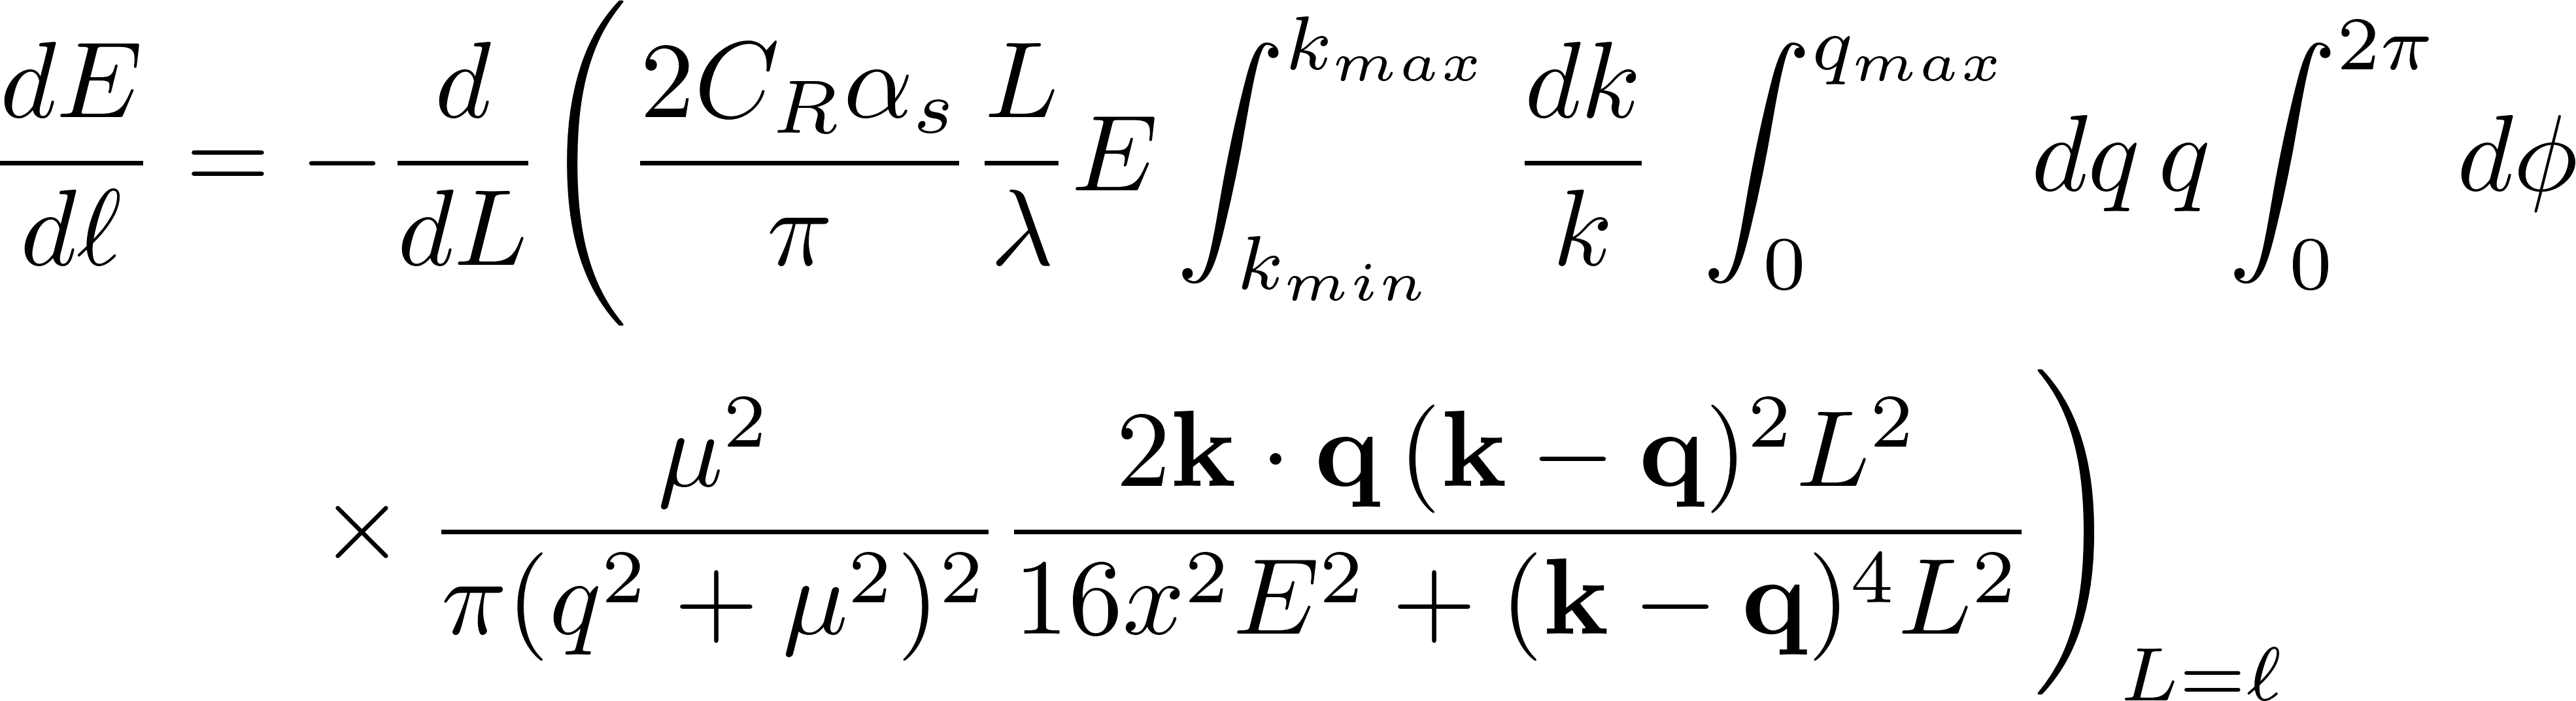 \frac{dE}{d\ell} = -\frac{d}{dL}\left(\frac{2C_R\alpha_s}{\pi}\frac{L}{\lambda}E\int_{k_{min}}^{k_{max}}\frac{dk}{k}\int_0^{q_{max}}dq\,q\int_0^{2\pi}d\phi
\times\frac{\mu^2}{\pi(q^2+\mu^2)^2}\frac{2\mathbf{k}\cdot\mathbf{q}\,(\mathbf{k}-\mathbf{q})^2L^2}{16x^2E^2+(\mathbf{k}-\mathbf{q})^4L^2}\right)_{L=\ell}